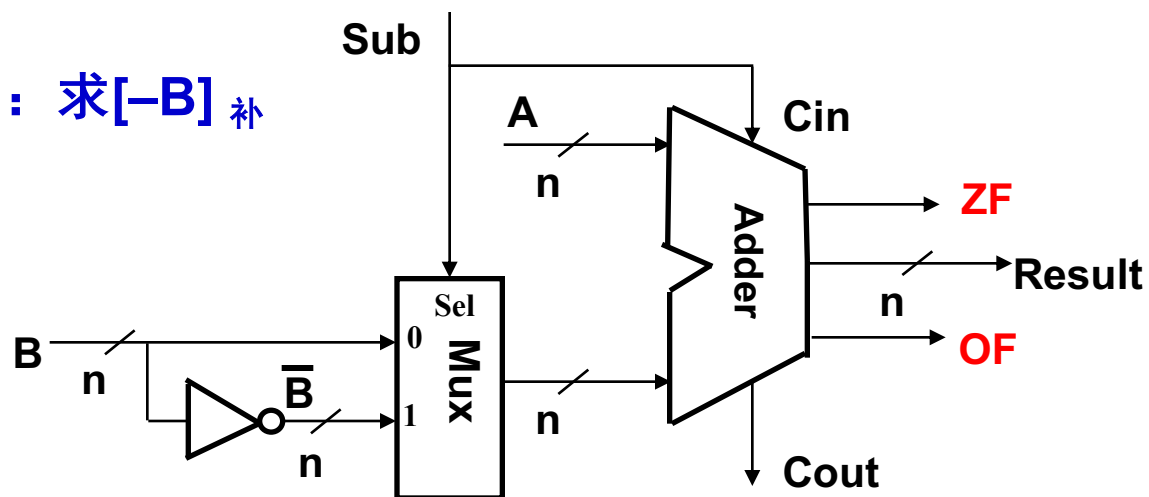 Sub
：求[–B]补
A
Cin
n
ZF
Adder
Result
n
Sel
0
B
Mux
OF
n
B̅
1
n
n
Cout